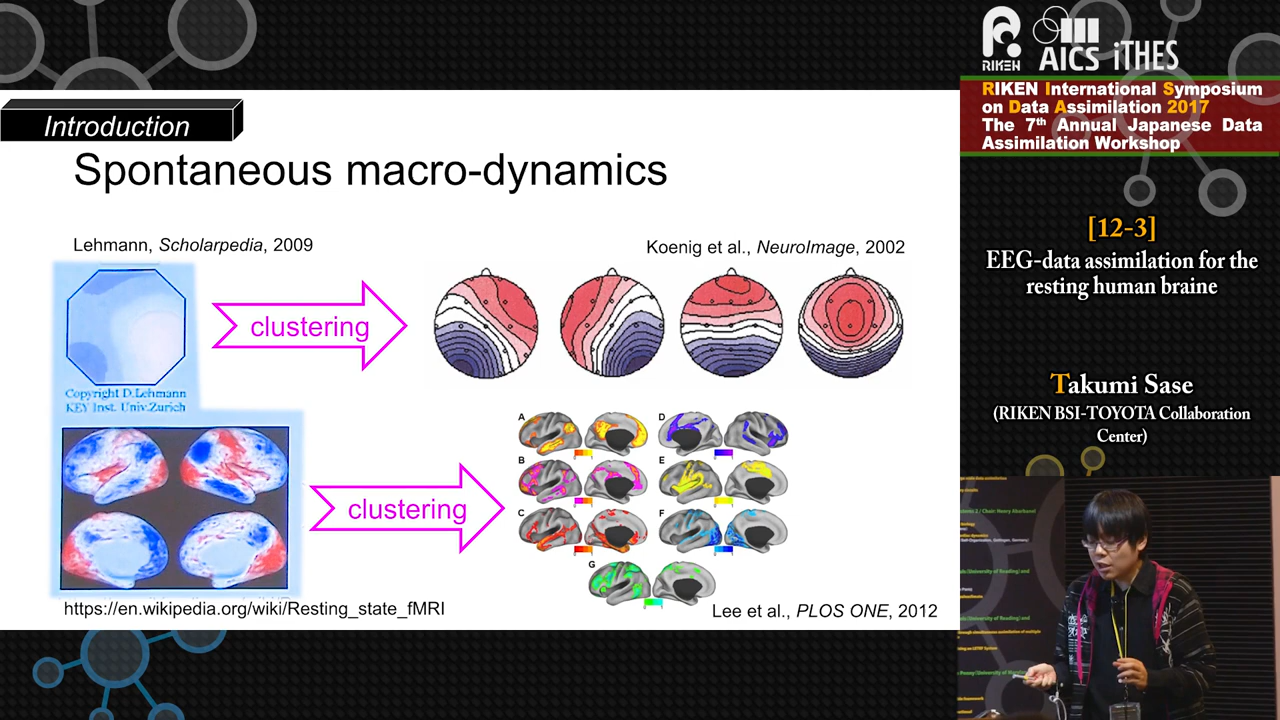 Introduction
Spontaneous macro-dynamics
Lehmann, Scholarpedia, 2009
Koenig et al., NeuroImage, 2002
clustering
Copyright D.Lehmann
KEY Inst. Univ.Zurich
A
D
B
E
C
F
G
clustering
https://en.wikipedia.org/wiki/Resting_state_fMRI
Lee et al., PLOS ONE, 2012
RIKEN
AICS
iTHES
RIKEN International Symposium
on Data Assimilation 2017
The 7th Annual Japanese Data
Assimilation Workshop
[12-3]
EEG-data assimilation for the
resting human braine
Takumi Sase
(RIKEN BSI-TOYOTA Collaboration
Center)